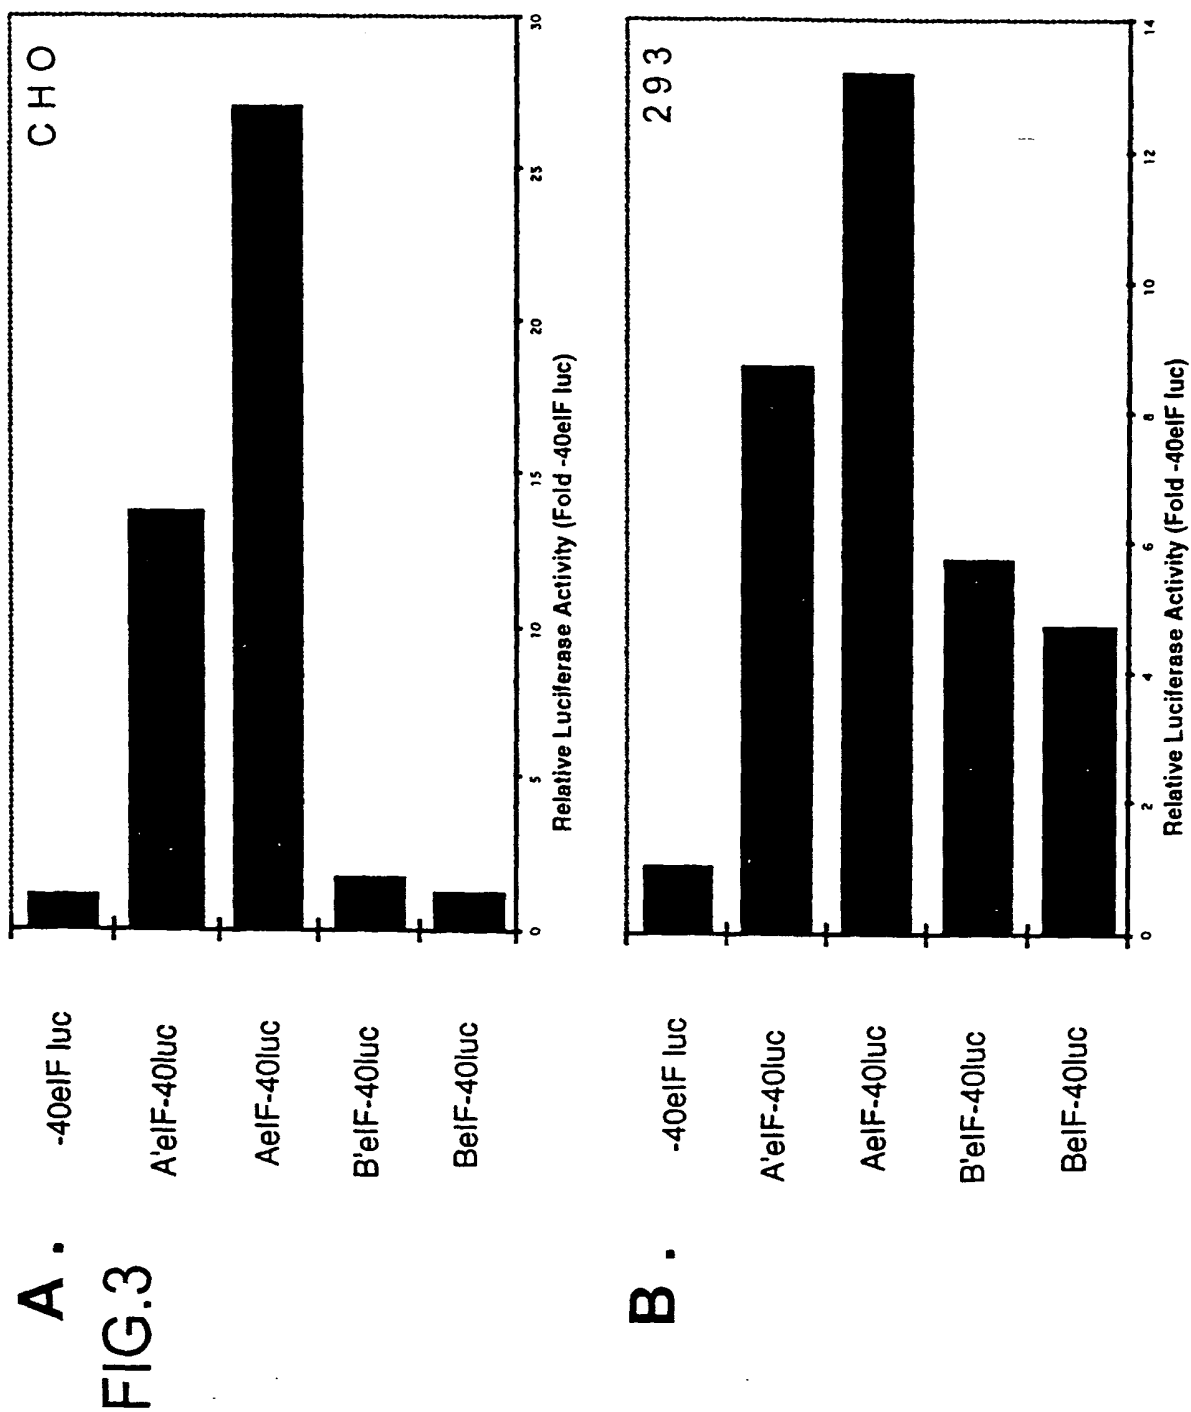 FIG.3
A.
CHO
-40eIF luc
A'eIF-40luc
AeIF-40luc
B'eIF-40luc
BeIF-40luc
0 5 10 15 20 25 30
Relative Luciferase Activity (Fold -40eIF luc)
B.
293
-40eIF luc
A'eIF-40luc
AeIF-40luc
B'eIF-40luc
BeIF-40luc
0 2 4 6 8 10 12 14
Relative Luciferase Activity (Fold -40eIF luc)